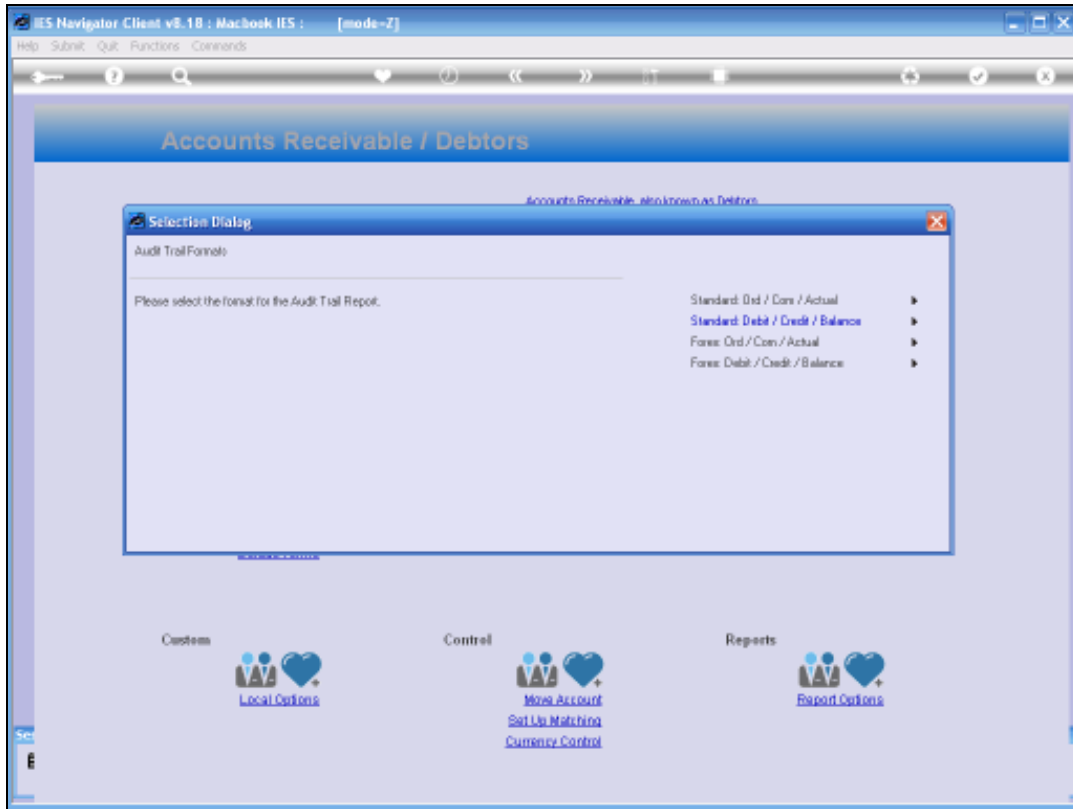 IES Navigator Client v8.18 : Macbook IES : [mode=Z]
Help Submit Quit Functions Commands
Accounts Receivable / Debtors
Accounts Receivable, also known as Debtors
Selection Dialog
Audit Trail Formats
Please select the format for the Audit Trail Report.
Standard: Ord / Com / Actual
Standard: Debit / Credit / Balance
Forex: Ord / Com / Actual
Forex: Debit / Credit / Balance
Custom
Control
Reports
Local Options
Move Account
Report Options
Set Up Matching
Currency Control